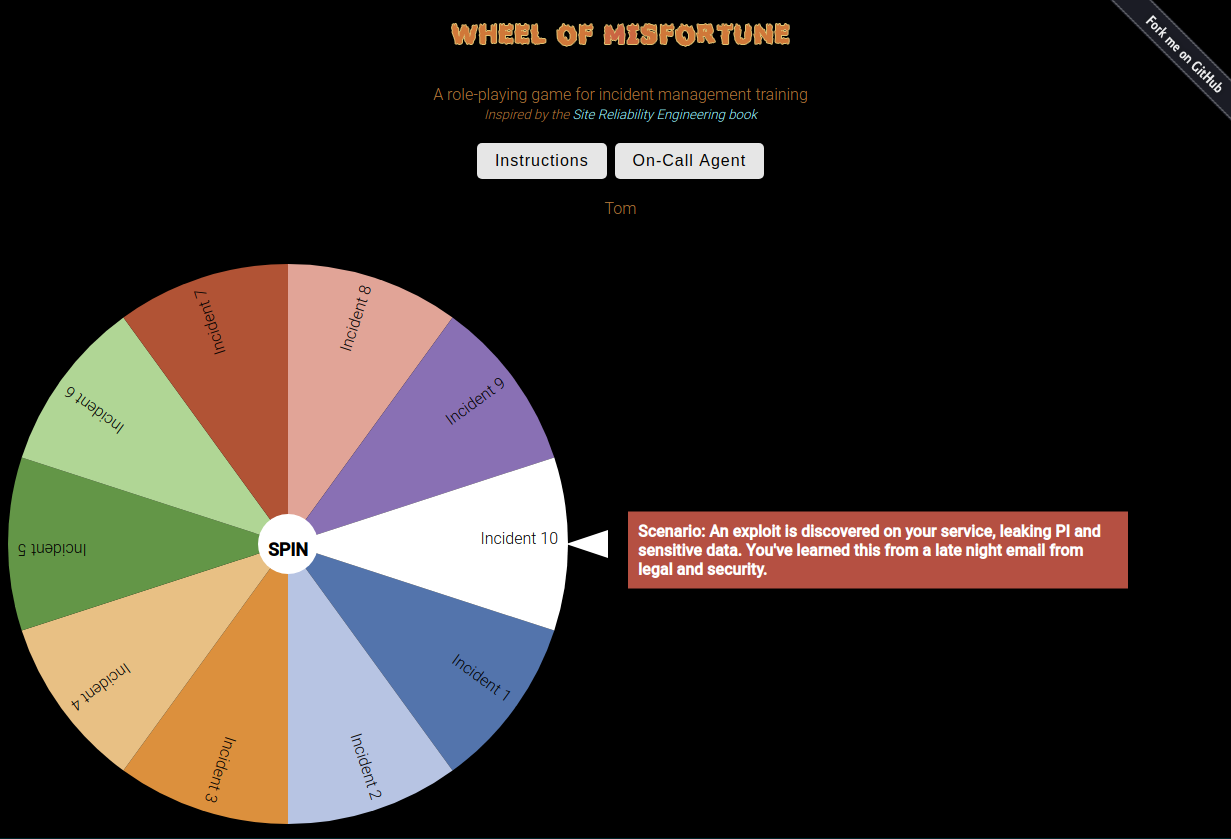 WHEEL OF MISFORTUNE
Fork me on GitHub
A role-playing game for incident management training
Inspired by the Site Reliability Engineering book
Instructions
On-Call Agent
Tom
Incident 7
Incident 8
Incident 6
Incident 9
Incident 5
SPIN
Incident 10
Scenario: An exploit is discovered on your service, leaking PI and
sensitive data. You've learned this from a late night email from
legal and security.
Incident 4
Incident 1
Incident 3
Incident 2